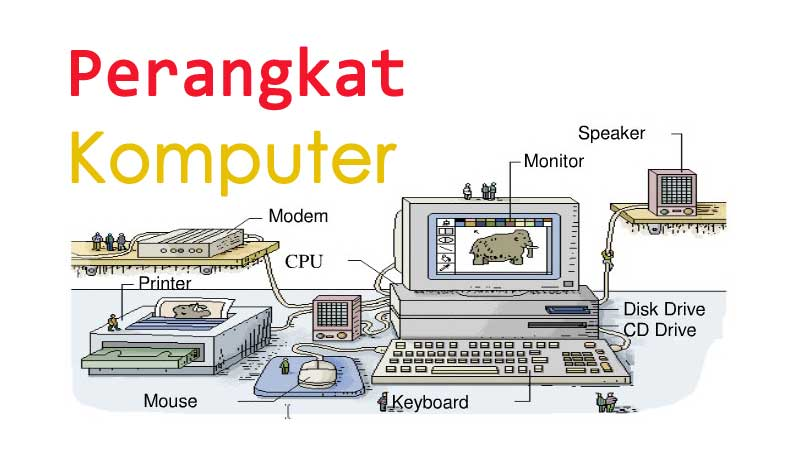 Perangkat
Komputer
Speaker
Monitor
Modem
CPU
Printer
Disk Drive
CD Drive
Mouse
Keyboard